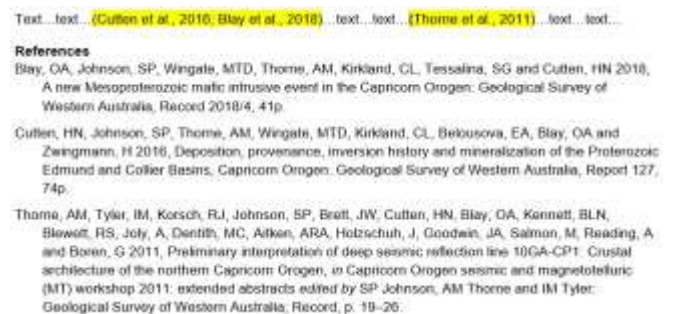 Text...text...(Cutten et al., 2016; Blay et al., 2018)...text...text...(Thorne et al., 2011)...text...text...
References
Blay, OA, Johnson, SP, Wingate, MTD, Thorne, AM, Kirkland, CL, Tessalina, SG and Cutten, HN 2018,
A new Mesoproterozoic mafic intrusive event in the Capricorn Orogen: Geological Survey of
Western Australia, Record 2018/4, 41p.
Cutten, HN, Johnson, SP, Thorne, AM, Wingate, MTD, Kirkland, CL, Belousova, EA, Blay, OA and
Zwingmann, H 2016, Deposition, provenance, inversion history and mineralization of the Proterozoic
Edmund and Collier Basins, Capricorn Orogen: Geological Survey of Western Australia, Report 127,
74p.
Thorne, AM, Tyler, IM, Korsch, RJ, Johnson, SP, Brett, JW, Cutten, HN, Blay, OA, Kennett, BLN,
Blewett, RS, Joly, A, Dentith, MC, Aitken, ARA, Holzschuh, J, Goodwin, JA, Salmon, M, Reading, A
and Boren, G 2011, Preliminary interpretation of deep seismic reflection line 10GA-CP1: Crustal
architecture of the northern Capricorn Orogen, in Capricorn Orogen seismic and magnetotelluric
(MT) workshop 2011: extended abstracts edited by SP Johnson, AM Thorne and IM Tyler:
Geological Survey of Western Australia; Record, p. 19–26.